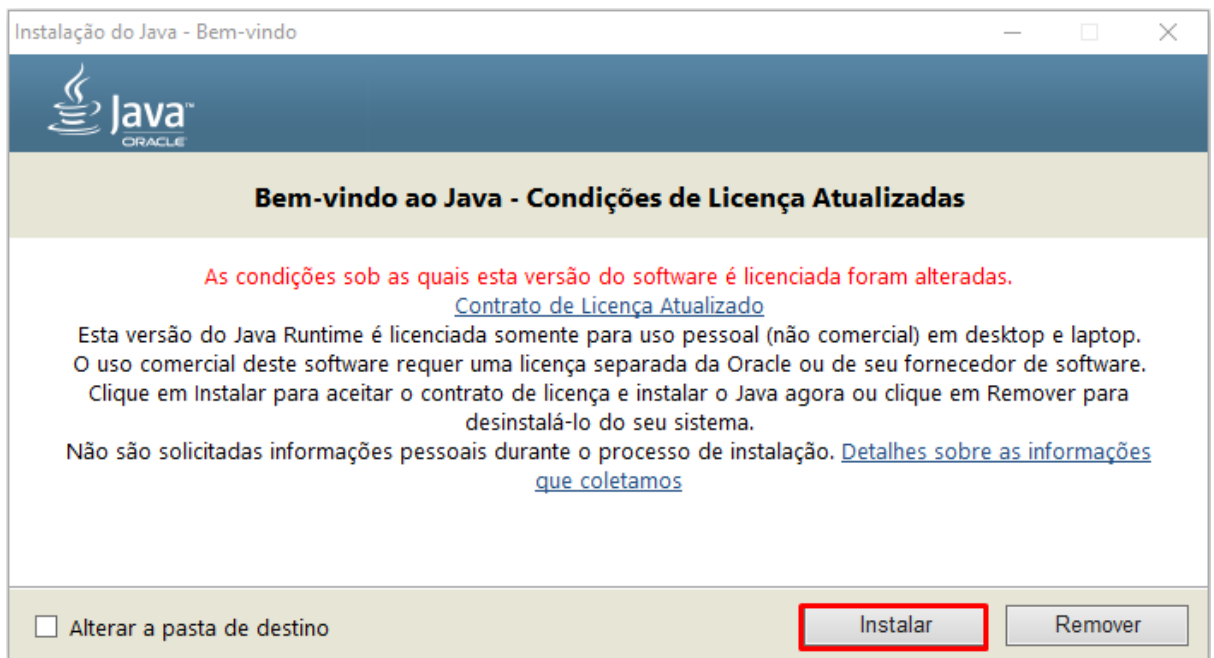 Instalação do Java - Bem-vindo
Java™
ORACLE
Bem-vindo ao Java - Condições de Licença Atualizadas
As condições sob as quais esta versão do software é licenciada foram alteradas.
Contrato de Licença Atualizado
Esta versão do Java Runtime é licenciada somente para uso pessoal (não comercial) em desktop e laptop.
O uso comercial deste software requer uma licença separada da Oracle ou de seu fornecedor de software.
Clique em Instalar para aceitar o contrato de licença e instalar o Java agora ou clique em Remover para
desinstalá-lo do seu sistema.
Não são solicitadas informações pessoais durante o processo de instalação. Detalhes sobre as informações
que coletamos
Alterar a pasta de destino
Instalar
Remover